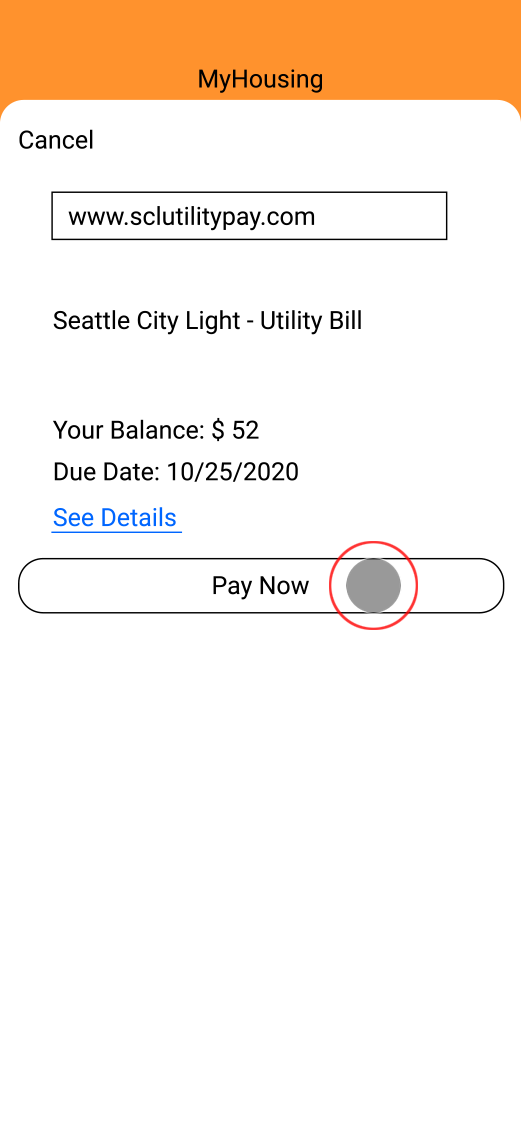 MyHousing
Cancel
www.sclutilitypay.com
Seattle City Light - Utility Bill
Your Balance: $ 52
Due Date: 10/25/2020
See Details
Pay Now